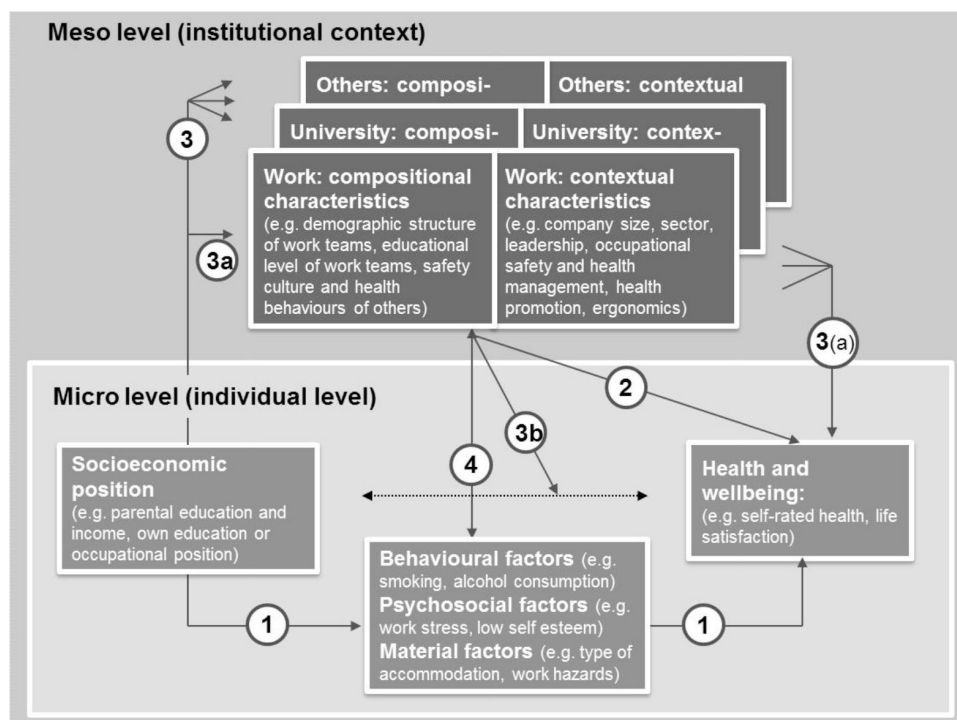 Meso level (institutional context)
Others: composi-
Others: contextual
University: composi-
University: contex-
3
Work: compositional
characteristics
(e.g. demographic structure
of work teams, educational
level of work teams, safety
culture and health
behaviours of others)
Work: contextual
characteristics
(e.g. company size, sector,
leadership, occupational
safety and health
management, health
promotion, ergonomics)
3a
3(a)
Micro level (individual level)
2
3b
4
Socioeconomic
position
(e.g. parental education and
income, own education or
occupational position)
Health and
wellbeing:
(e.g. self-rated health, life
satisfaction)
Behavioural factors (e.g.
smoking, alcohol consumption)
Psychosocial factors (e.g.
work stress, low self esteem)
Material factors (e.g. type of
accommodation, work hazards)
1
1